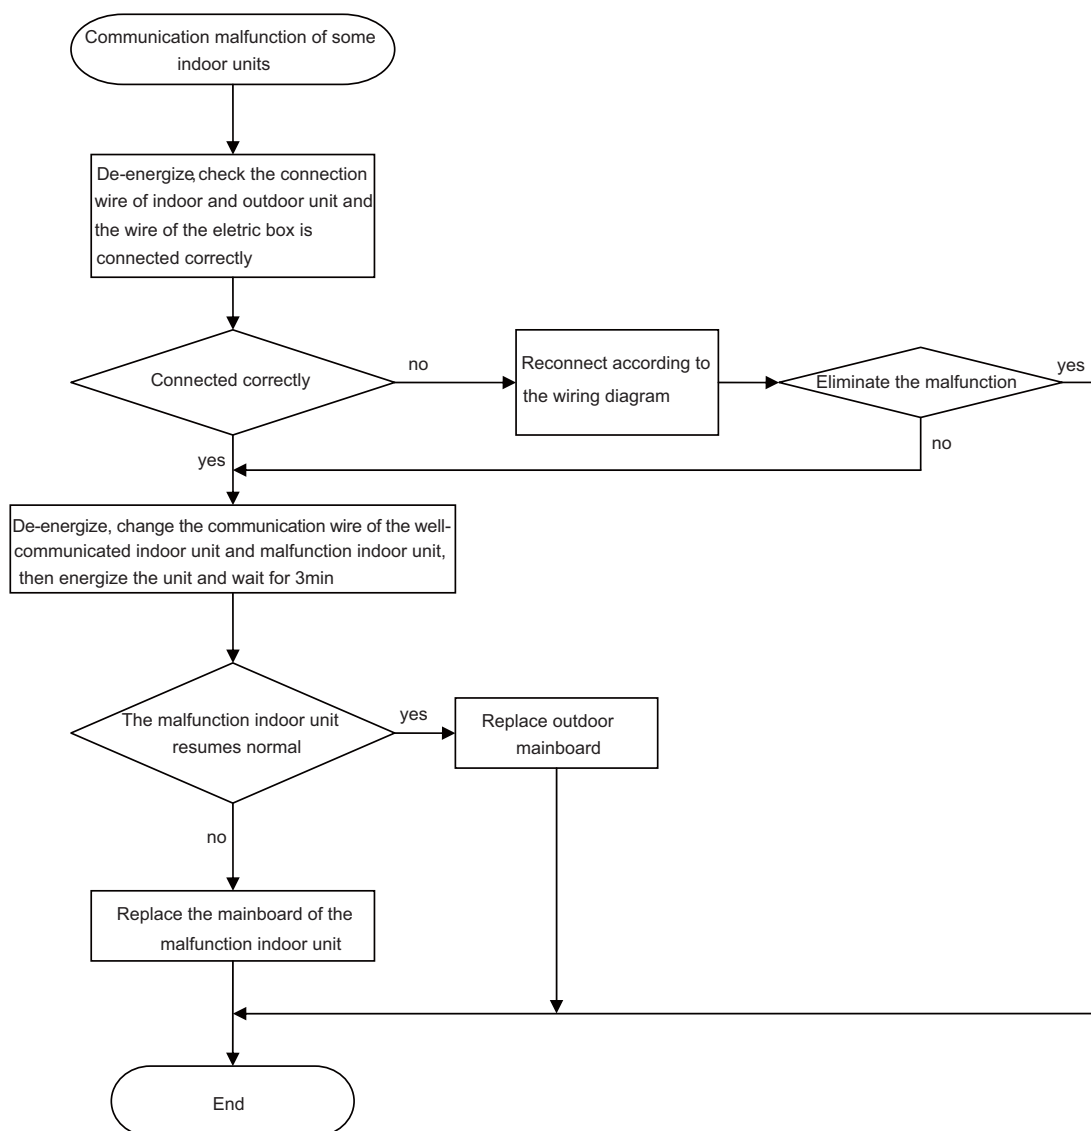 Communication malfunction of some
indoor units
De-energize, check the connection
wire of indoor and outdoor unit and
the wire of the eletric box is
connected correctly
Connected correctly
no
Reconnect according to
the wiring diagram
Eliminate the malfunction
yes
no
yes
De-energize, change the communication wire of the well-
communicated indoor unit and malfunction indoor unit,
then energize the unit and wait for 3min
The malfunction indoor unit
resumes normal
yes
Replace outdoor
mainboard
no
Replace the mainboard of the
malfunction indoor unit
End